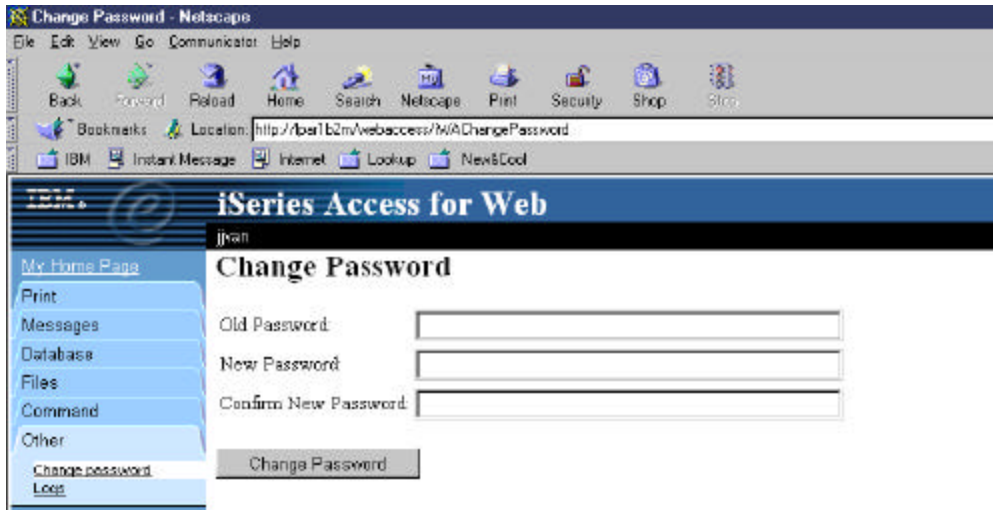 Change Password - Netscape
File Edit View Go Communicator Help
Back Forward Reload Home Search Netscape Print Security Shop Stop
Bookmarks Location: http://lpar1b2m/webaccess/iWAChangePassword
IBM Instant Message Internet Lookup New&Cool
IBM iSeries Access for Web
jjvan
My Home Page
Change Password
Print
Messages
Database
Files
Command
Other
Change password
Logs
Old Password:
New Password
Confirm New Password:
Change Password